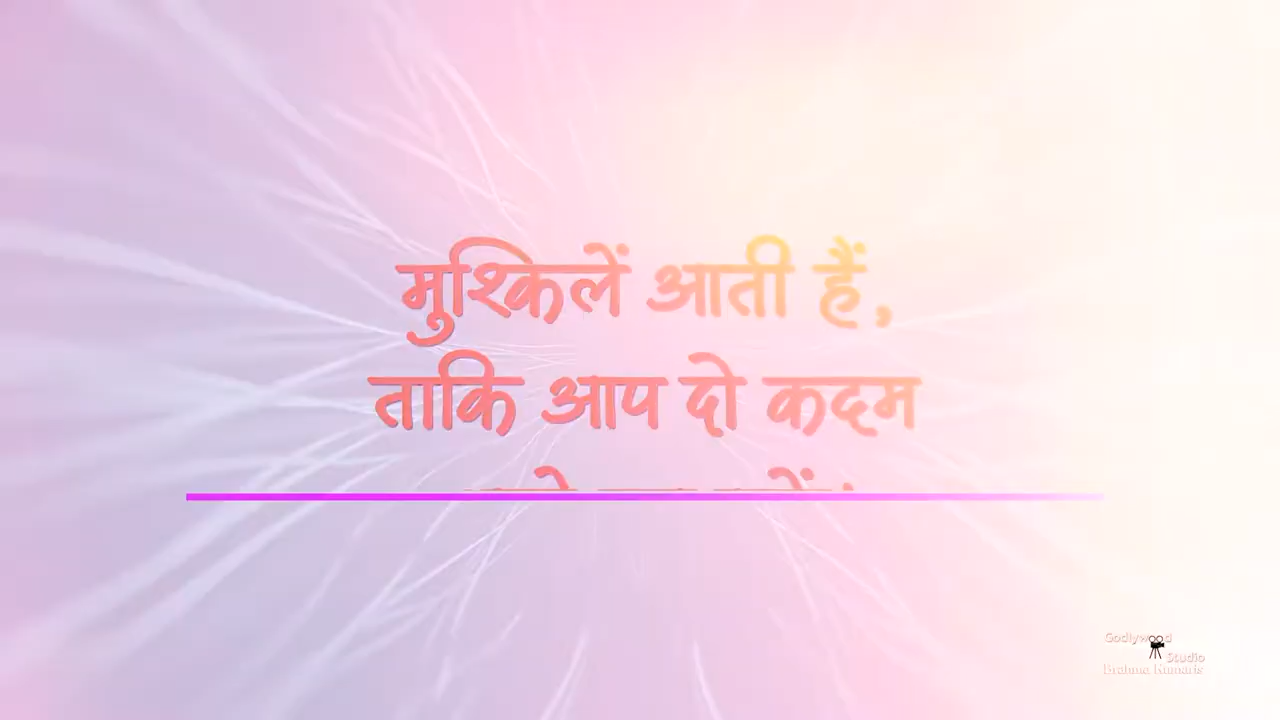 मुश्किलें आती हैं,
ताकि आप दो कदम
Godlywood
Studio
Brahma Kumaris